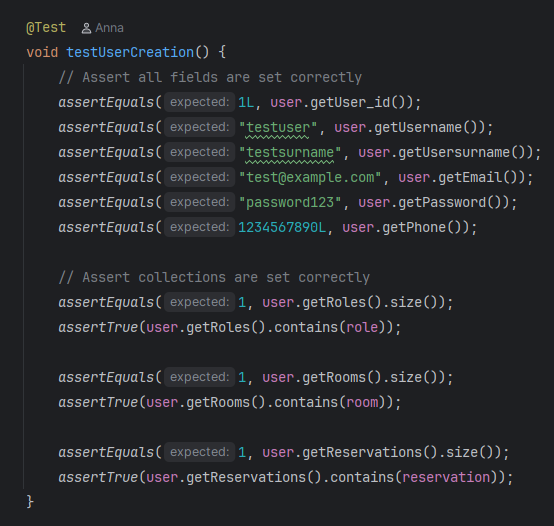 @Test Anna
void testUserCreation() {
// Assert all fields are set correctly
assertEquals( expected: 1L, user.getUser_id());
assertEquals( expected: "testuser", user.getUsername());
assertEquals( expected: "testsurname", user.getUsersurname());
assertEquals( expected: "test@example.com", user.getEmail());
assertEquals( expected: "password123", user.getPassword());
assertEquals( expected: 1234567890L, user.getPhone());
// Assert collections are set correctly
assertEquals( expected: 1, user.getRoles().size());
assertTrue(user.getRoles().contains(role));
assertEquals( expected: 1, user.getRooms().size());
assertTrue(user.getRooms().contains(room));
assertEquals( expected: 1, user.getReservations().size());
assertTrue(user.getReservations().contains(reservation));
}